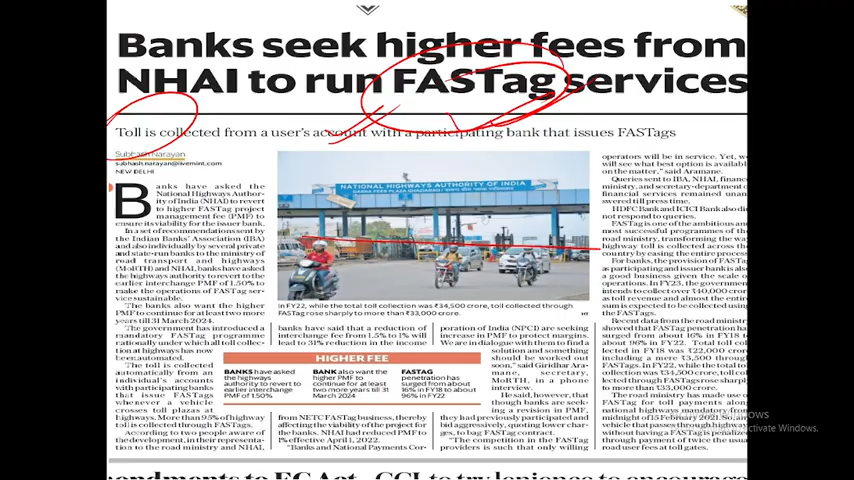 Banks seek higher fees from
NHAI to run FASTag services
Toll is collected from a user's account with a participating bank that issues FASTags
Subhash Narayan
subhash.narayan@livemint.com
NEW DELHI
Banks have asked the
National Highways Author-
ity of India (NHAI) to revert
to higher FASTag project
management fee (PMF) to
ensure its viability for the issuer bank.
In a set of recommendations sent by
the Indian Banks' Association (IBA)
and also individually by several private
and state-run banks to the ministry of
road transport and highways
(MoRTH) and NHAI, banks have asked
the highways authority to revert to the
earlier interchange PMF of 1.50% to
make the operations of FASTag ser-
vice sustainable.
The banks also want the higher
PMF to continue for at least two more
years till 31 March 2024.
The government has introduced a
mandatory FASTag programme
nationally under which all toll collec-
tion at highways has now
been automated.
The toll is collected
automatically from an
individual's accounts
with participating banks
that issue FASTags
whenever a vehicle
crosses toll plazas at
highways. More than 95% of highway
toll is collected through FASTags.
According to two people aware of
the development, in their representa-
tion to the road ministry and NHAI,
NATIONAL HIGHWAYS AUTHORITY OF INDIA
In FY22, while the total toll collection was ₹34,500 crore, toll collected through
FASTag rose sharply to more than ₹33,000 crore.
HT
banks have said a reduction of
interchange fee from 1.5% to 1% will
lead to 31% reduction in the income
HIGHER FEE
BANKS have asked
the highways
authority to revert to
earlier interchange
PMF of 1.50%
BANK also want the
higher PMF to
continue for at least
two more years till 31
March 2024
FASTAG
penetration has
surged from about
16% in FY18 to about
96% in FY22
from NETC FASTag business, thereby
affecting the viability of the project for
the banks. NHAI had reduced PMF to
1% effective April 1, 2022.
"Banks and National Payments Cor-
poration of India (NPCI) are seeking
increase in PMF to protect margins.
We are in dialogue with them to find a
solution and something
should be worked out
soon," said Giridhar Ara-
mane, secretary,
MoRTH, in a phone
interview.
He said, however, that
though banks are seek-
ing a revision in PMF,
they had previously participated and
bid aggressively, quoting lower char-
ges, to bag FASTag contract.
"The competition in the FASTag
providers is such that only willing
operators will be in service. Yet, we
will see what best option is available
on the matter," said Aramane.
Queries sent to IBA, NHAI, finance
ministry, and secretary-department of
financial services remained unan-
swered till press time.
HDFC Bank and ICICI Bank also did
not respond to queries.
FASTag is one of the ambitious and
most successful programmes of the
road ministry, transforming the way
highway toll is collected across the
country by easing the entire process.
For banks, the provision of FASTag
as participating and issuer bank is also
a good business given the scale of
operations. In FY23, the government
intends to collect over ₹40,000 crore
as toll revenue and almost the entire
sum is expected to be collected using
the FASTags.
Recent data from the road ministry
showed that FASTag penetration has
surged from about 16% in FY18 to
about 96% in FY22. Total toll col-
lected in FY18 was ₹22,000 crore
including a mere ₹3,500 through
FASTags. In FY22, while the total toll
collection was ₹34,500 crore, toll col-
lected through FASTags rose sharply
to more than ₹33,000 crore.
The road ministry has made use of
FASTag for toll payments along
national highways mandatory from
midnight of 15 February 2021. So, any
vehicle that passes through highways
without having a FASTag is penalized
through payment of twice the usual
road user fees at toll gates.